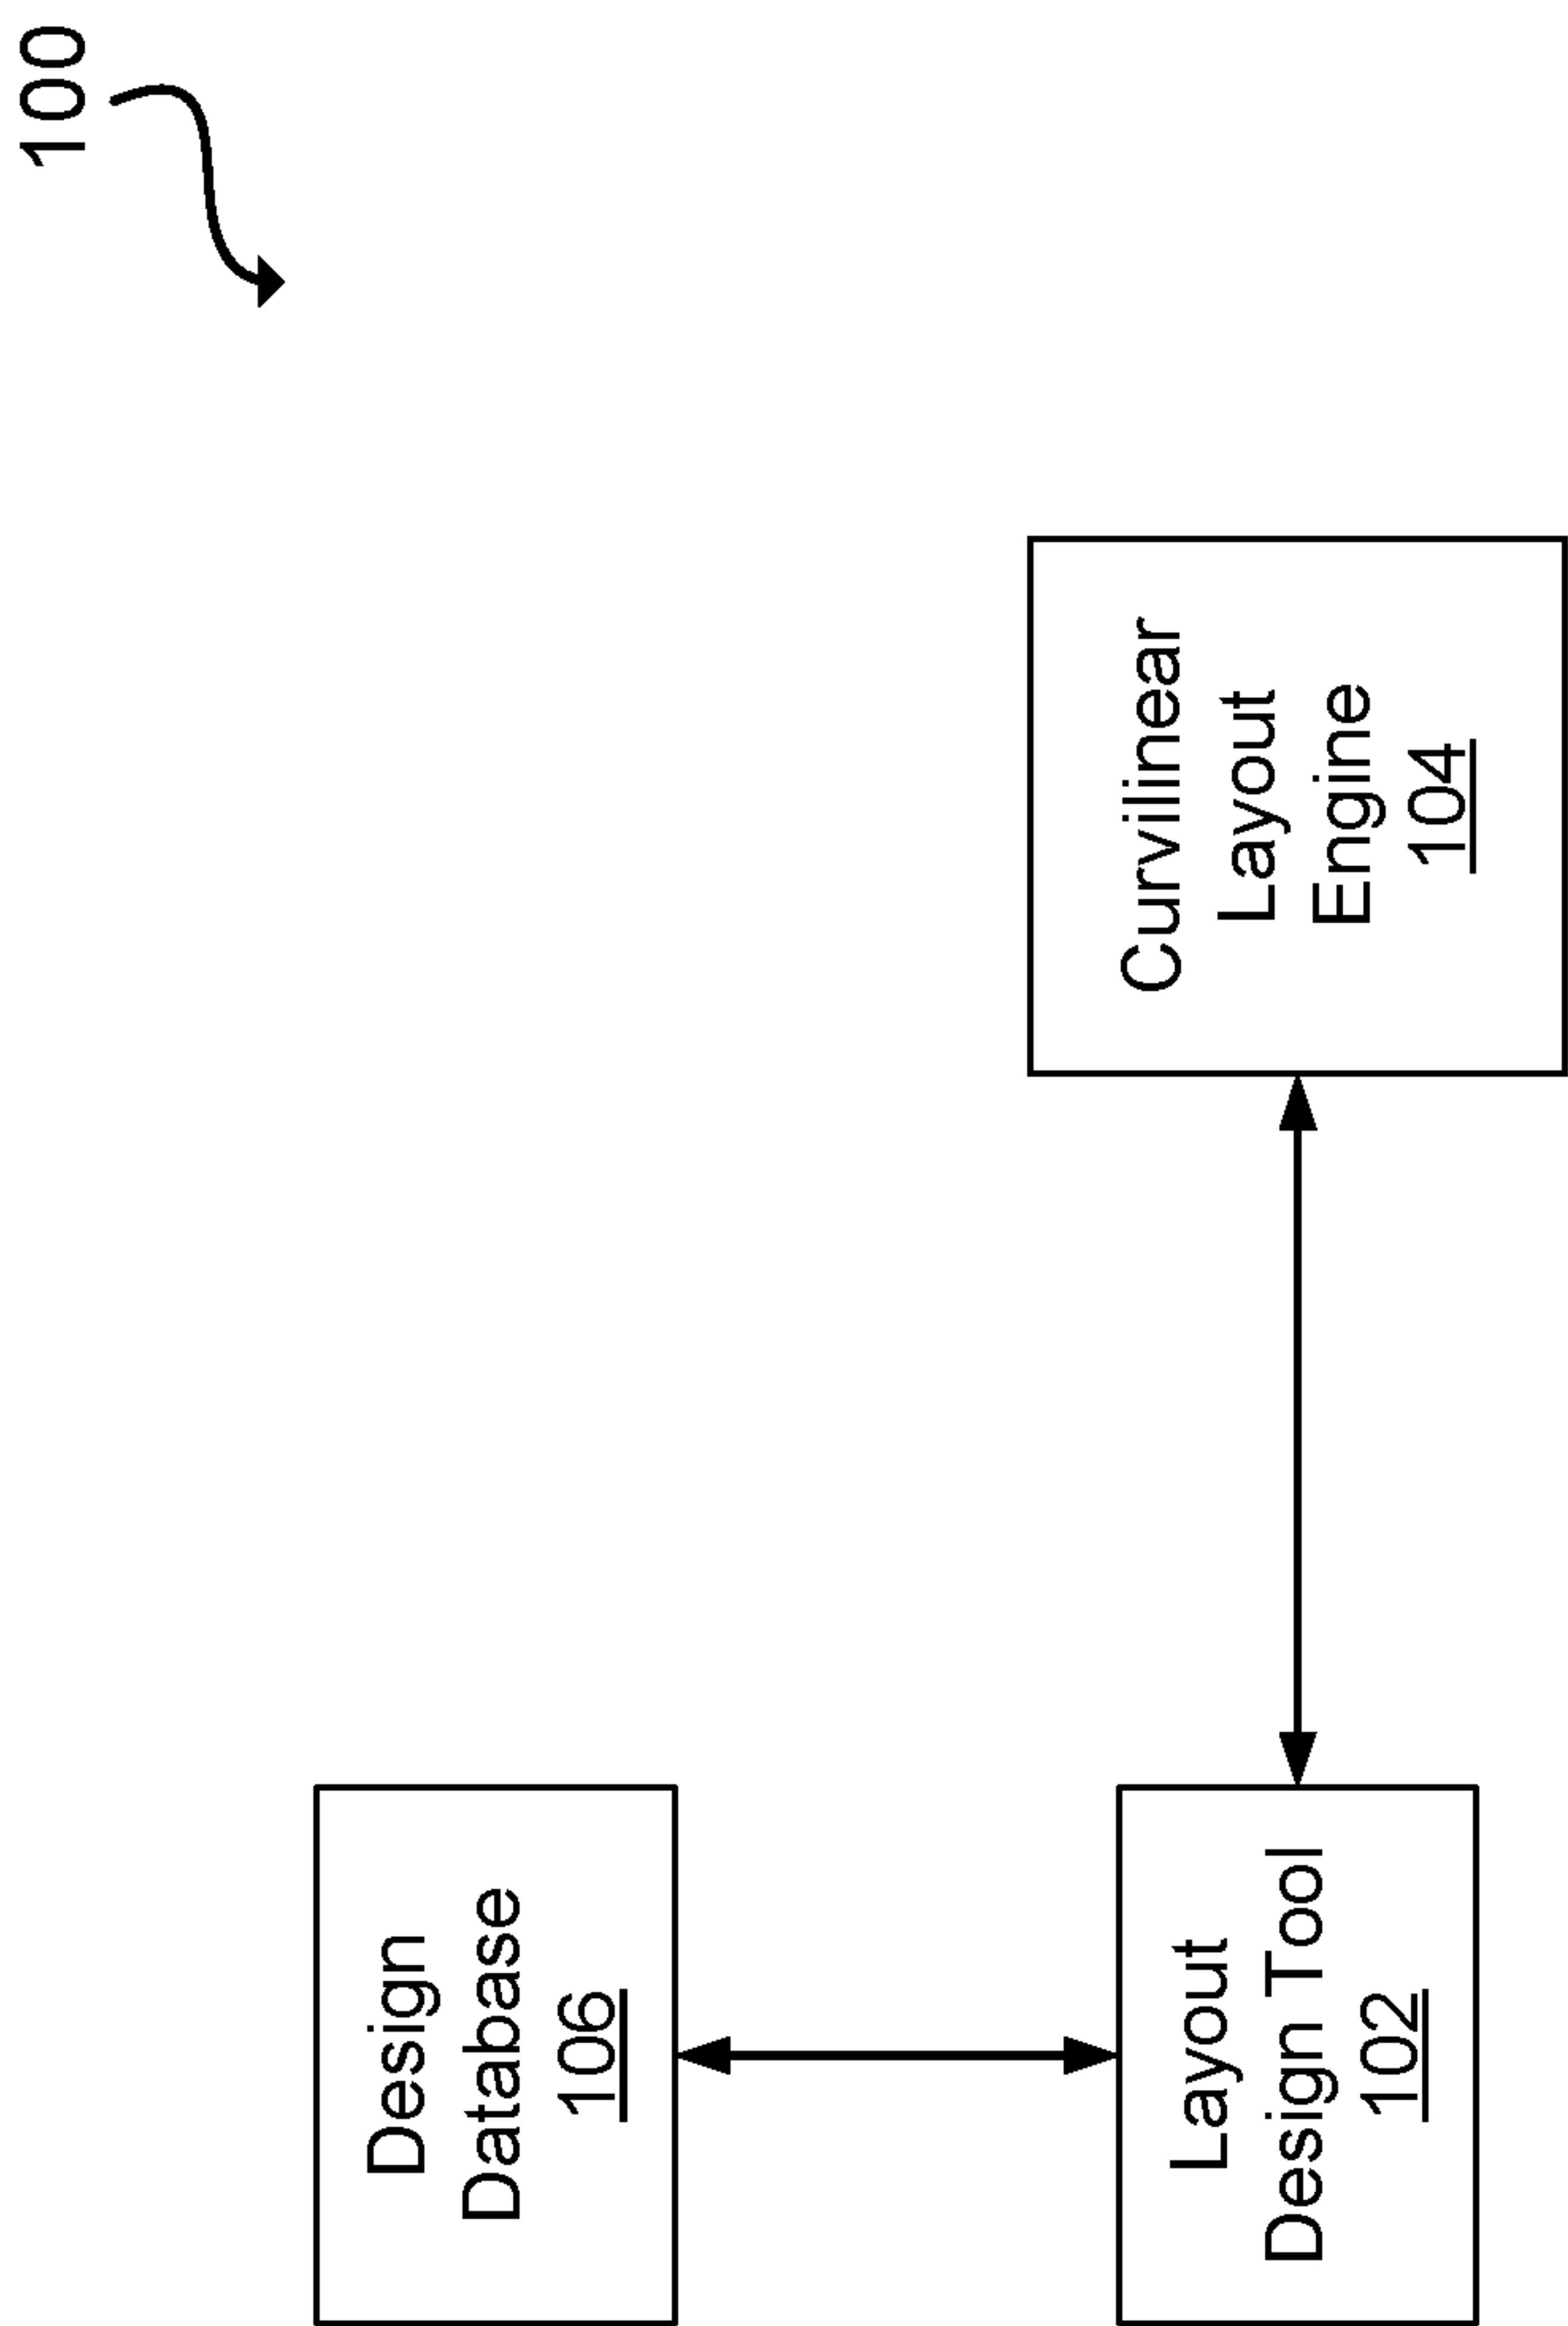 100
Design
Database
106
Layout
Design Tool
102
Curvilinear
Layout
Engine
104